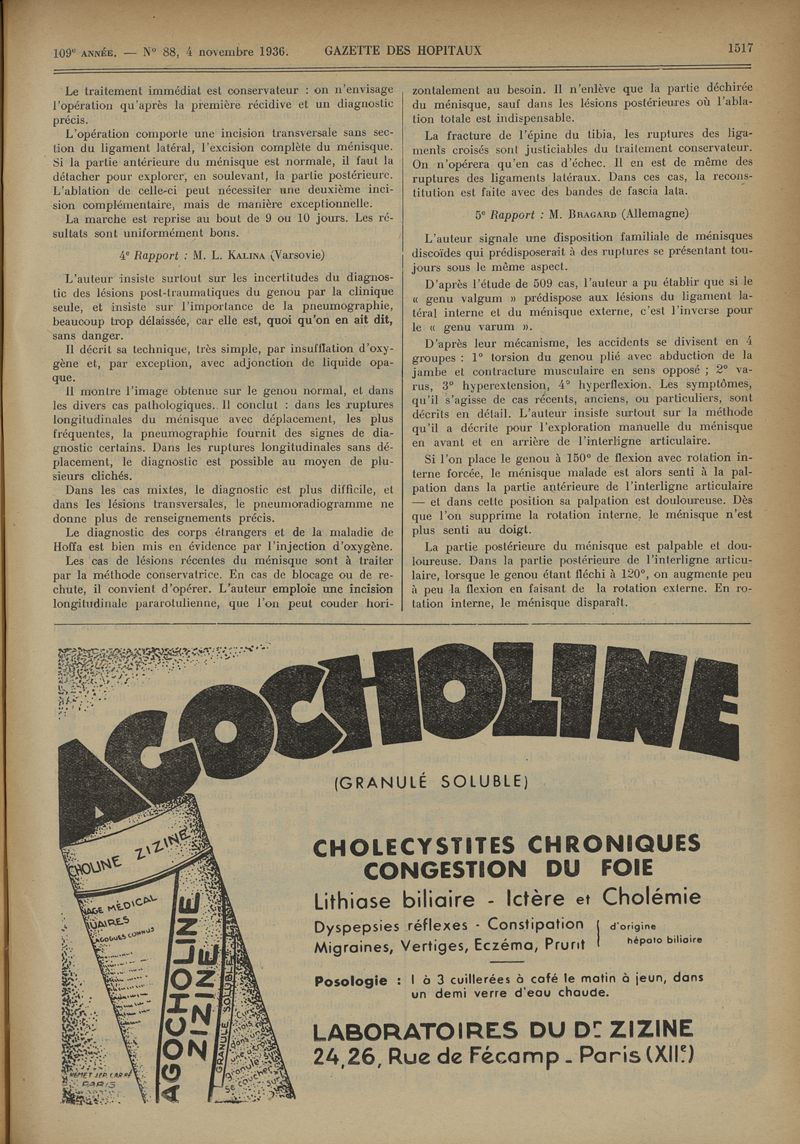 109e ANNÉE. — N° 88, 4 novembre 1936.
GAZETTE DES HOPITAUX
1517
Le traitement immédiat est conservateur : on n'envisage
l'opération qu'après la première récidive et un diagnostic
précis.
L'opération comporte une incision transversale sans sec-
tion du ligament latéral, l'excision complète du ménisque.
Si la partie antérieure du ménisque est normale, il faut la
détacher pour explorer, en soulevant, la partie postérieure.
L'ablation de celle-ci peut nécessiter une deuxième inci-
sion complémentaire, mais de manière exceptionnelle.
La marche est reprise au bout de 9 ou 10 jours. Les ré-
sultats sont uniformément bons.
4e Rapport : M. L. KALINA (Varsovie)
L'auteur insiste surtout sur les incertitudes du diagnos-
tic des lésions post-traumatiques du genou par la clinique
seule, et insiste sur l'importance de la pneumographie,
beaucoup trop délaissée, car elle est, quoi qu'on en ait dit,
sans danger.
Il décrit sa technique, très simple, par insufflation d'oxy-
gène et, par exception, avec adjonction de liquide opa-
que.
Il montre l'image obtenue sur le genou normal, et dans
les divers cas pathologiques. Il conclut : dans les ruptures
longitudinales du ménisque avec déplacement, les plus
fréquentes, la pneumographie fournit des signes de dia-
gnostic certains. Dans les ruptures longitudinales sans dé-
placement, le diagnostic est possible au moyen de plu-
sieurs clichés.
Dans les cas mixtes, le diagnostic est plus difficile, et
dans les lésions transversales, le pneumoradiogramme ne
donne plus de renseignements précis.
Le diagnostic des corps étrangers et de la maladie de
Hoffa est bien mis en évidence par l'injection d'oxygène.
Les cas de lésions récentes du ménisque sont à traiter
par la méthode conservatrice. En cas de blocage ou de re-
chute, il convient d'opérer. L'auteur emploie une incision
longitudinale pararotulienne, que l'on peut couder hori-
zontalement au besoin. Il n'enlève que la partie déchirée
du ménisque, sauf dans les lésions postérieures où l'abla-
tion totale est indispensable.
La fracture de l'épine du tibia, les ruptures des liga-
ments croisés sont justiciables du traitement conservateur.
On n'opérera qu'en cas d'échec. Il en est de même des
ruptures des ligaments latéraux. Dans ces cas, la recons-
titution est faite avec des bandes de fascia lata.
5e Rapport : M. BRAGARD (Allemagne)
L'auteur signale une disposition familiale de ménisques
discoïdes qui prédisposerait à des ruptures se présentant tou-
jours sous le même aspect.
D'après l'étude de 509 cas, l'auteur a pu établir que si le
« genu valgum » prédispose aux lésions du ligament la-
téral interne et du ménisque externe, c'est l'inverse pour
le « genu varum ».
D'après leur mécanisme, les accidents se divisent en 4
groupes : 1° torsion du genou plié avec abduction de la
jambe et contracture musculaire en sens opposé ; 2° va-
rus, 3° hyperextension, 4° hyperflexion. Les symptômes,
qu'il s'agisse de cas récents, anciens, ou particuliers, sont
décrits en détail. L'auteur insiste surtout sur la méthode
qu'il a décrite pour l'exploration manuelle du ménisque
en avant et en arrière de l'interligne articulaire.
Si l'on place le genou à 150° de flexion avec rotation in-
terne forcée, le ménisque malade est alors senti à la pal-
pation dans la partie antérieure de l'interligne articulaire
— et dans cette position sa palpation est douloureuse. Dès
que l'on supprime la rotation interne, le ménisque n'est
plus senti au doigt.
La partie postérieure du ménisque est palpable et dou-
loureuse. Dans la partie postérieure de l'interligne articu-
laire, lorsque le genou étant fléchi à 120°, on augmente peu
à peu la flexion en faisant de la rotation externe. En ro-
tation interne, le ménisque disparaît.
AGOCHOLINE
(GRANULÉ SOLUBLE)
CHOLECYSTITES CHRONIQUES
CONGESTION DU FOIE
Lithiase biliaire - Ictère et Cholémie
Dyspepsies réflexes - Constipation
Migraines, Vertiges, Eczéma, Prurit
d'origine
hépato biliaire
Posologie : 1 à 3 cuillerées à café le matin à jeun, dans
un demi verre d'eau chaude.
LABORATOIRES DU Dr ZIZINE
24,26, Rue de Fécamp - Paris (XIIe)
CHOLINE ZIZINE
AGE MÉDICAL
AGOGUES CONNUS
AGOCHOLINE
ZIZINE
GRANULÉ SOLUBLE
PARIS